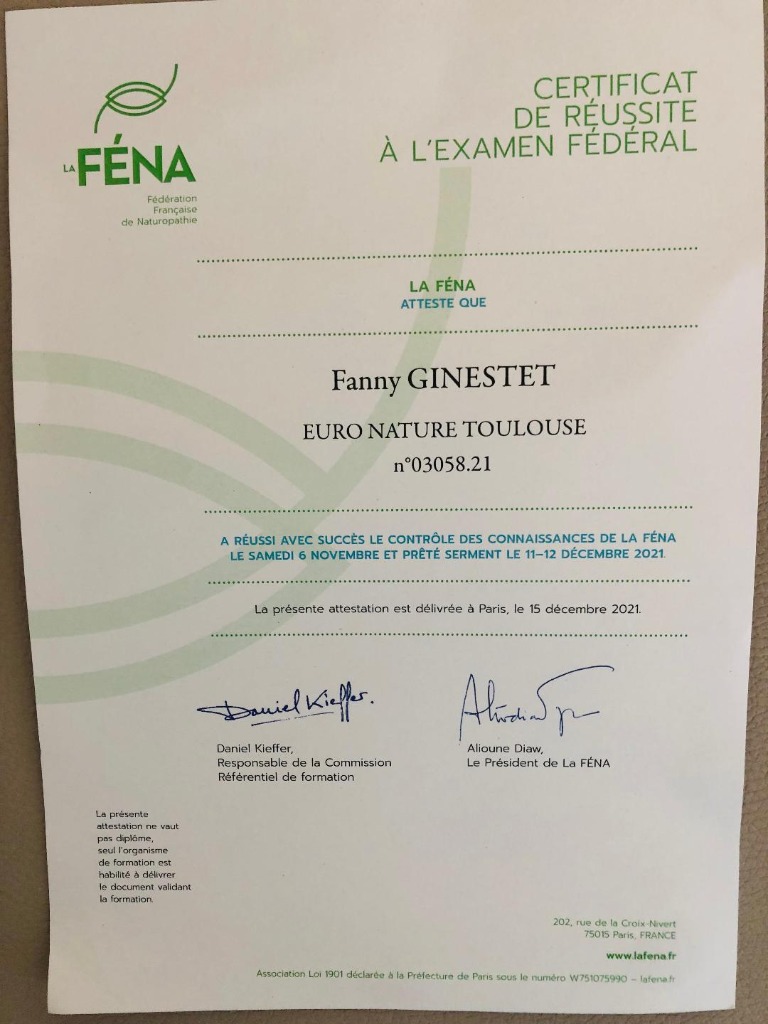 LA FÉNA
Fédération
Française
de Naturopathie
CERTIFICAT
DE RÉUSSITE
À L'EXAMEN FÉDÉRAL
LA FÉNA
ATTESTE QUE
Fanny GINESTET
EURO NATURE TOULOUSE
n°03058.21
A RÉUSSI AVEC SUCCÈS LE CONTRÔLE DES CONNAISSANCES DE LA FÉNA
LE SAMEDI 6 NOVEMBRE ET PRÊTÉ SERMENT LE 11–12 DÉCEMBRE 2021.
La présente attestation est délivrée à Paris, le 15 décembre 2021.
Daniel Kieffer.
Daniel Kieffer,
Responsable de la Commission
Référentiel de formation
Alioune Diaw,
Le Président de La FÉNA
La présente
attestation ne vaut
pas diplôme,
seul l'organisme
de formation est
habilité à délivrer
le document validant
la formation.
202, rue de la Croix-Nivert
75015 Paris, FRANCE
www.lafena.fr
Association Loi 1901 déclarée à la Préfecture de Paris sous le numéro W751075990 – lafena.fr